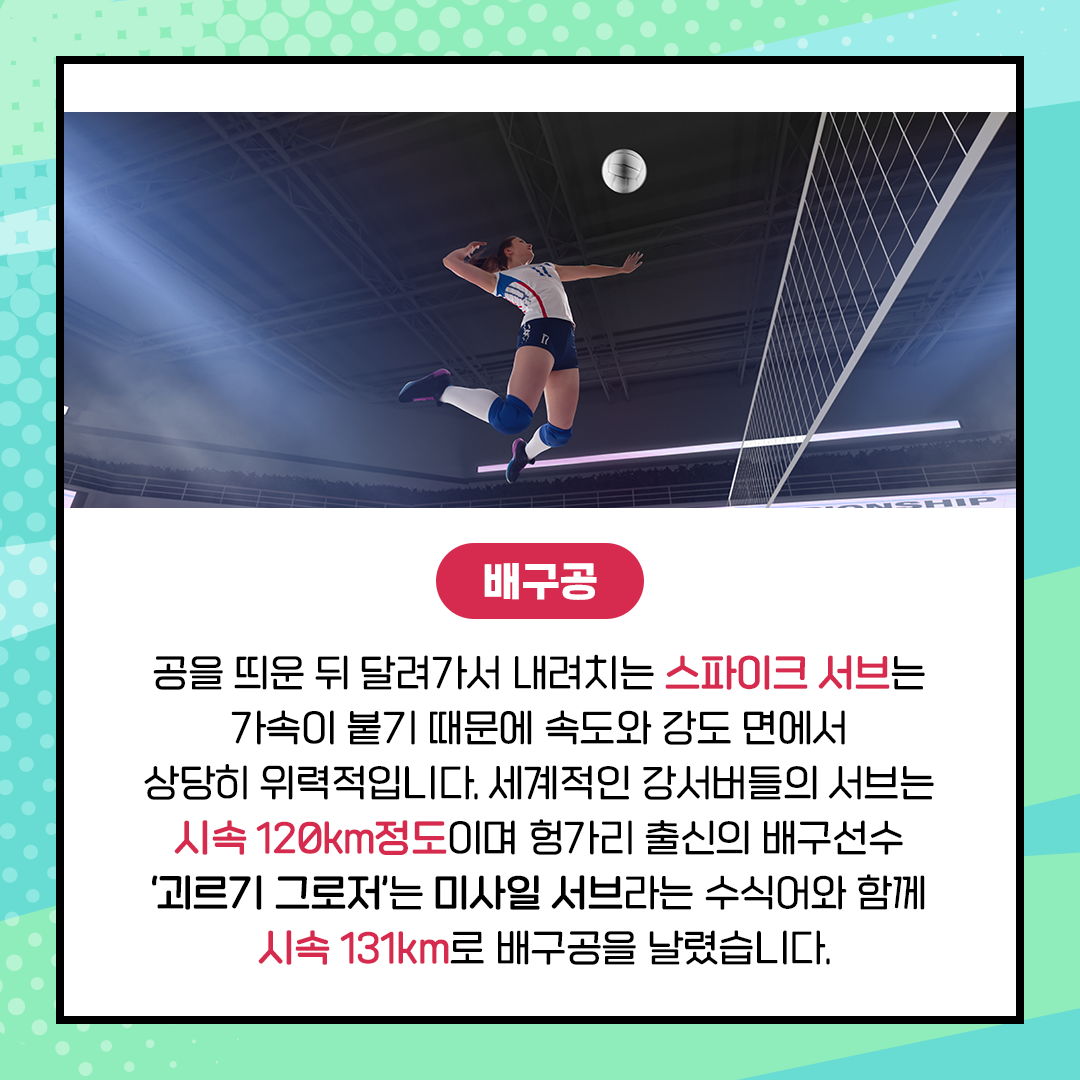 IONSHIP
배구공
공을 띄운 뒤 달려가서 내려치는 스파이크 서브는
가속이 붙기 때문에 속도와 강도 면에서
상당히 위력적입니다. 세계적인 강서버들의 서브는
시속 120km정도이며 헝가리 출신의 배구선수
‘괴르기 그로저’는 미사일 서브라는 수식어와 함께
시속 131km로 배구공을 날렸습니다.